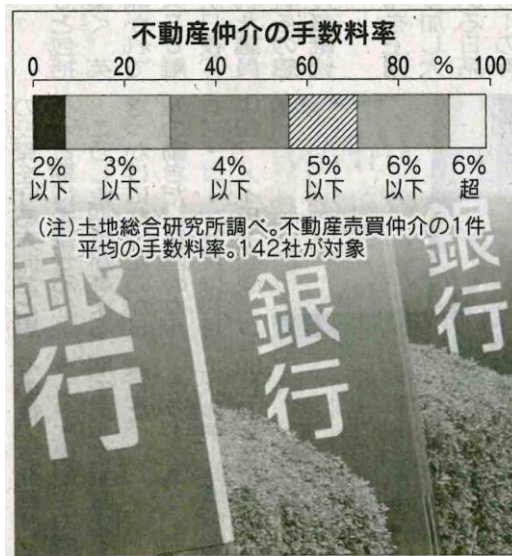 不動産仲介の手数料率
0 20 40 60 80 % 100
2% 3% 4% 5% 6% 6%
以下 以下 以下 以下 以下 超
(注)土地総合研究所調べ。不動産売買仲介の1件
平均の手数料率。142社が対象
銀行
銀行
銀行